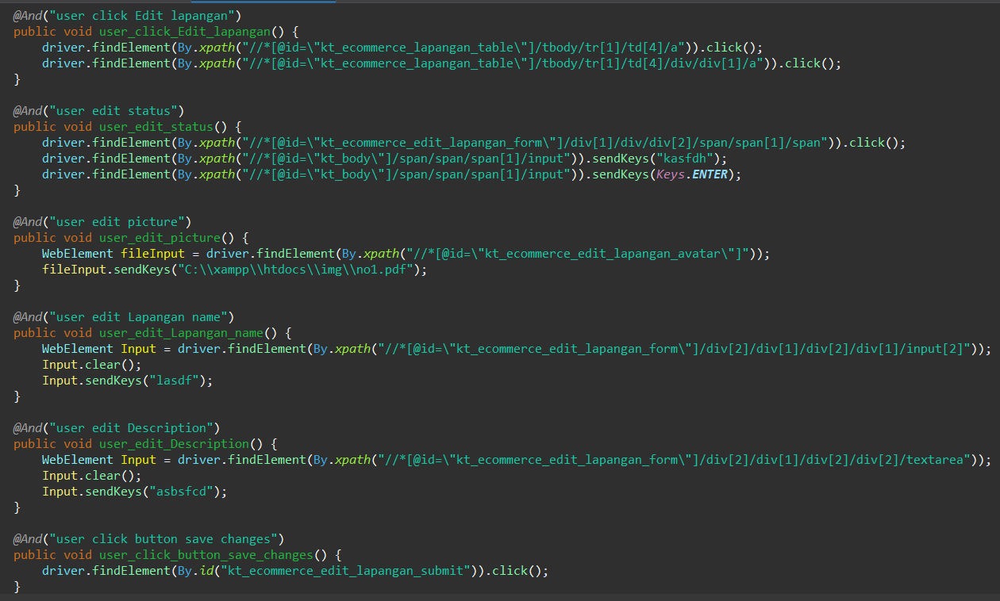 @And("user click Edit lapangan")
public void user_click_Edit_lapangan() {
    driver.findElement(By.xpath("//*[@id=\"kt_ecommerce_lapangan_table\"]/tbody/tr[1]/td[4]/a")).click();
    driver.findElement(By.xpath("//*[@id=\"kt_ecommerce_lapangan_table\"]/tbody/tr[1]/td[4]/div/div[1]/a")).click();
}

@And("user edit status")
public void user_edit_status() {
    driver.findElement(By.xpath("//*[@id=\"kt_ecommerce_edit_lapangan_form\"]/div[1]/div/div[2]/span/span[1]/span")).click();
    driver.findElement(By.xpath("//*[@id=\"kt_body\"]/span/span/span[1]/input")).sendKeys("kasfdh");
    driver.findElement(By.xpath("//*[@id=\"kt_body\"]/span/span/span[1]/input")).sendKeys(Keys.ENTER);
}

@And("user edit picture")
public void user_edit_picture() {
    WebElement fileInput = driver.findElement(By.xpath("//*[@id=\"kt_ecommerce_edit_lapangan_avatar\"]"));
    fileInput.sendKeys("C:\\xampp\\htdocs\\img\\no1.pdf");
}

@And("user edit Lapangan name")
public void user_edit_Lapangan_name() {
    WebElement Input = driver.findElement(By.xpath("//*[@id=\"kt_ecommerce_edit_lapangan_form\"]/div[2]/div[1]/div[2]/div[1]/input[2]"));
    Input.clear();
    Input.sendKeys("lasdf");
}

@And("user edit Description")
public void user_edit_Description() {
    WebElement Input = driver.findElement(By.xpath("//*[@id=\"kt_ecommerce_edit_lapangan_form\"]/div[2]/div[1]/div[2]/div[2]/textarea"));
    Input.clear();
    Input.sendKeys("asbsfcd");
}

@And("user click button save changes")
public void user_click_button_save_changes() {
    driver.findElement(By.id("kt_ecommerce_edit_lapangan_submit")).click();
}